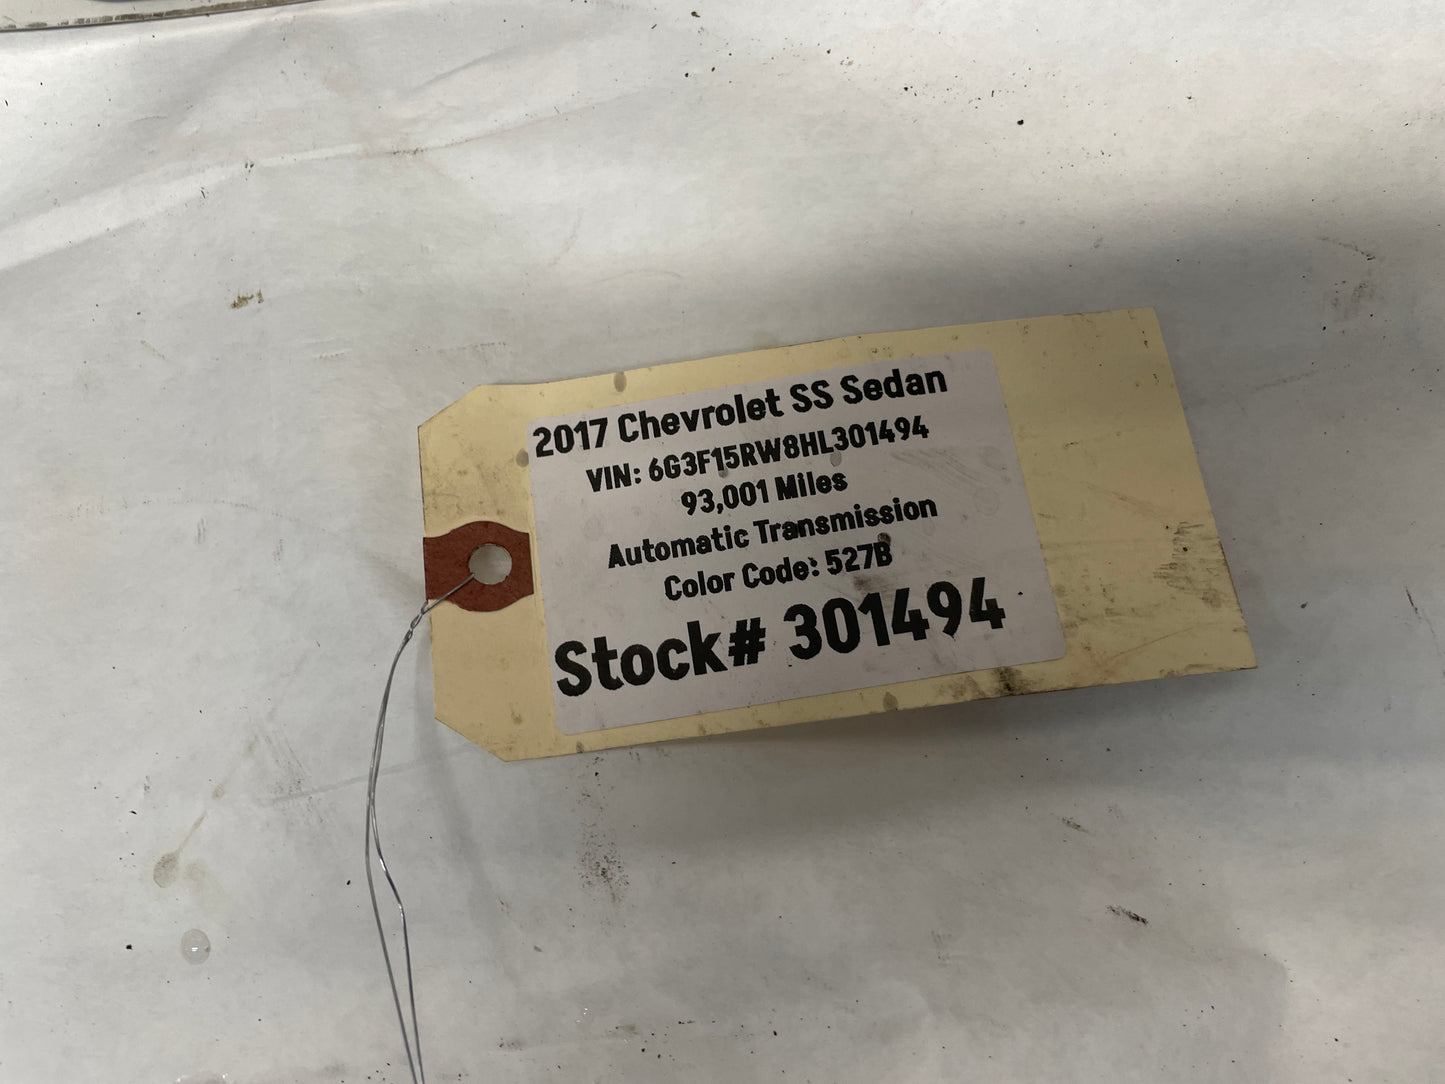 2017 Chevrolet SS Sedan
VIN: 6G3F15RW8HL301494
93,001 Miles
Automatic Transmission
Color Code: 527B
Stock# 301494